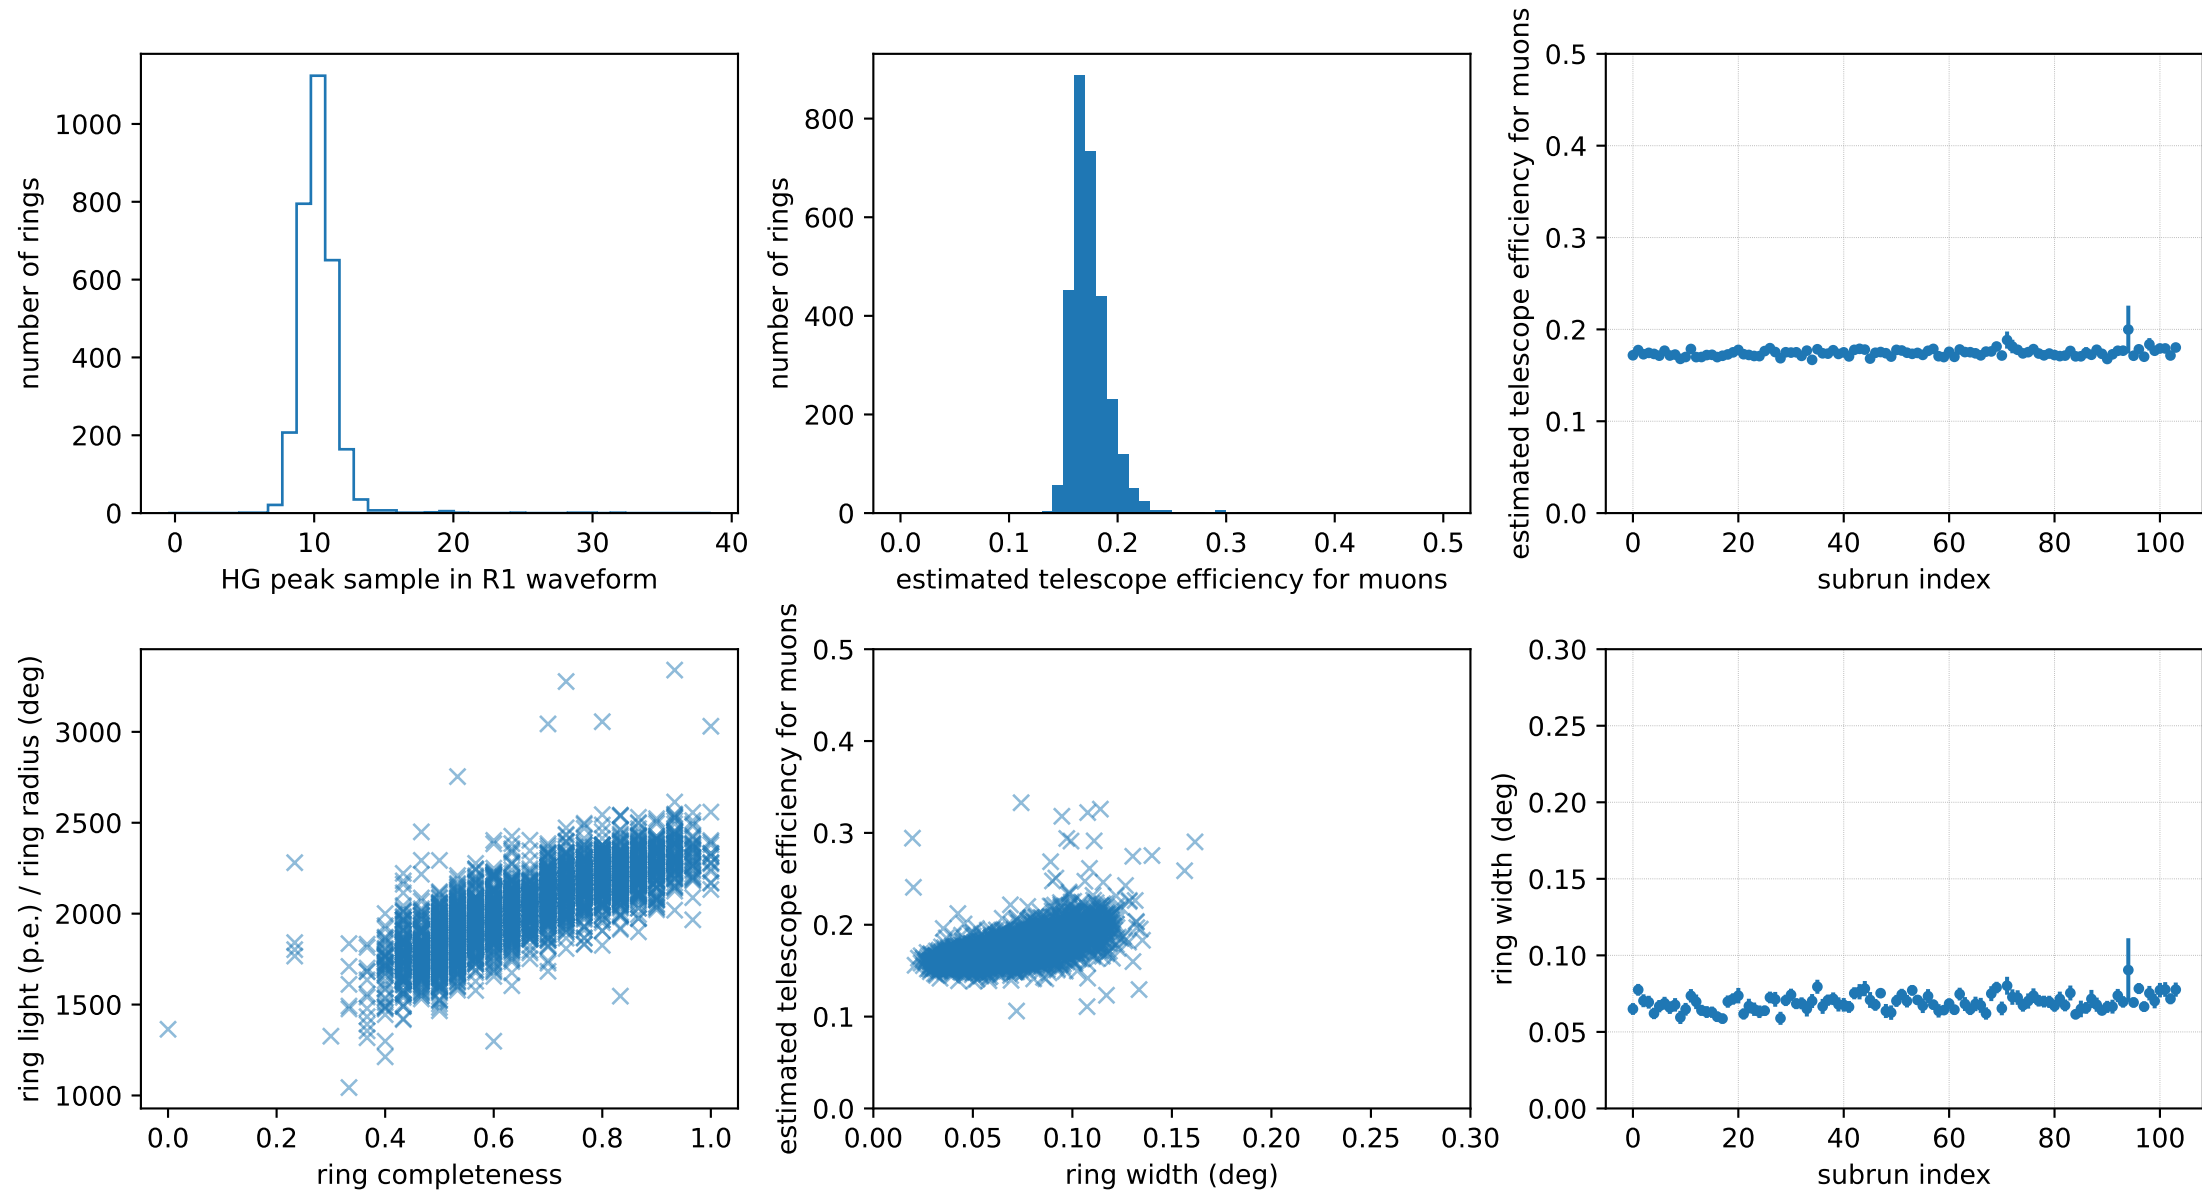 number of rings
1000
800
600
400
200
0
0 10 20 30 40
HG peak sample in R1 waveform
number of rings
800
600
400
200
0
0.0 0.1 0.2 0.3 0.4 0.5
estimated telescope efficiency for muons
estimated telescope efficiency for muons
0.5
0.4
0.3
0.2
0.1
0.0
0 20 40 60 80 100
subrun index
ring light (p.e.) / ring radius (deg)
3000
2500
2000
1500
1000
0.0 0.2 0.4 0.6 0.8 1.0
ring completeness
estimated telescope efficiency for muons
0.5
0.4
0.3
0.2
0.1
0.0
0.00 0.05 0.10 0.15 0.20 0.25 0.30
ring width (deg)
ring width (deg)
0.30
0.25
0.20
0.15
0.10
0.05
0.00
0 20 40 60 80 100
subrun index